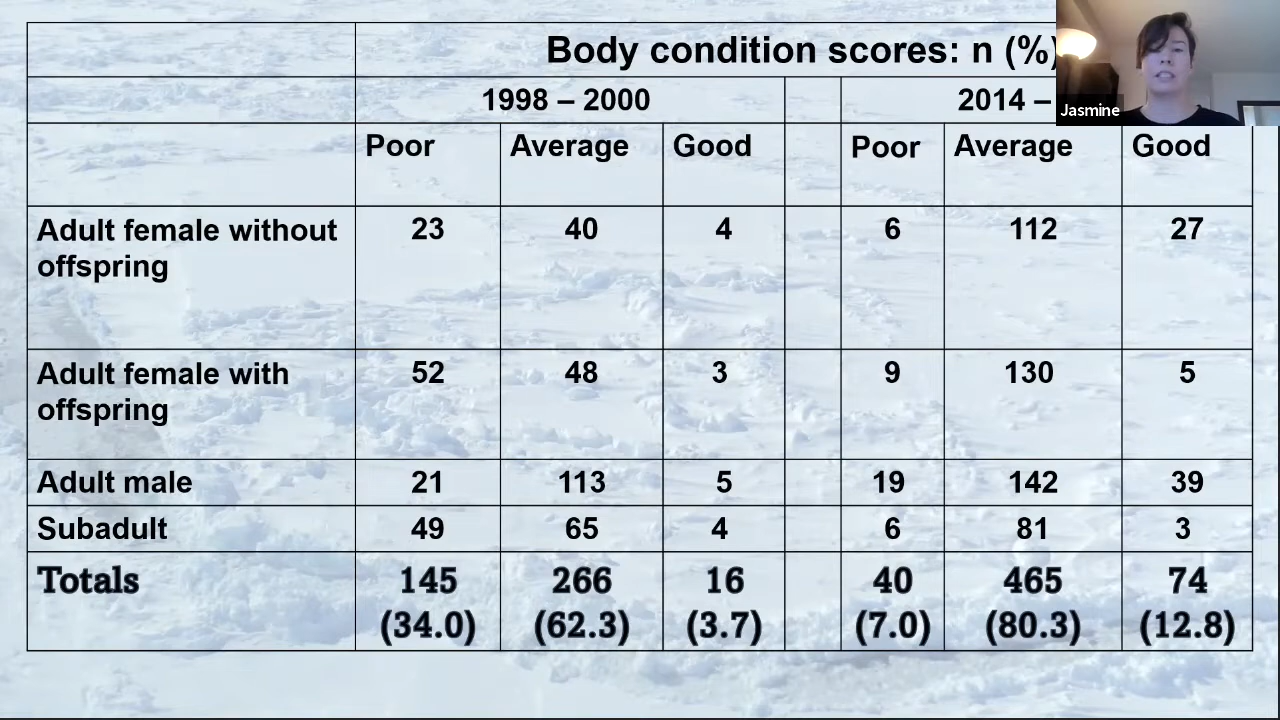 Body condition scores: n (%)
1998 – 2000 2014 –
Jasmine
Poor Average Good Poor Average Good
Adult female without 23 40 4 6 112 27
offspring
Adult female with 52 48 3 9 130 5
offspring
Adult male 21 113 5 19 142 39
Subadult 49 65 4 6 81 3
Totals 145 266 16 40 465 74
(34.0) (62.3) (3.7) (7.0) (80.3) (12.8)